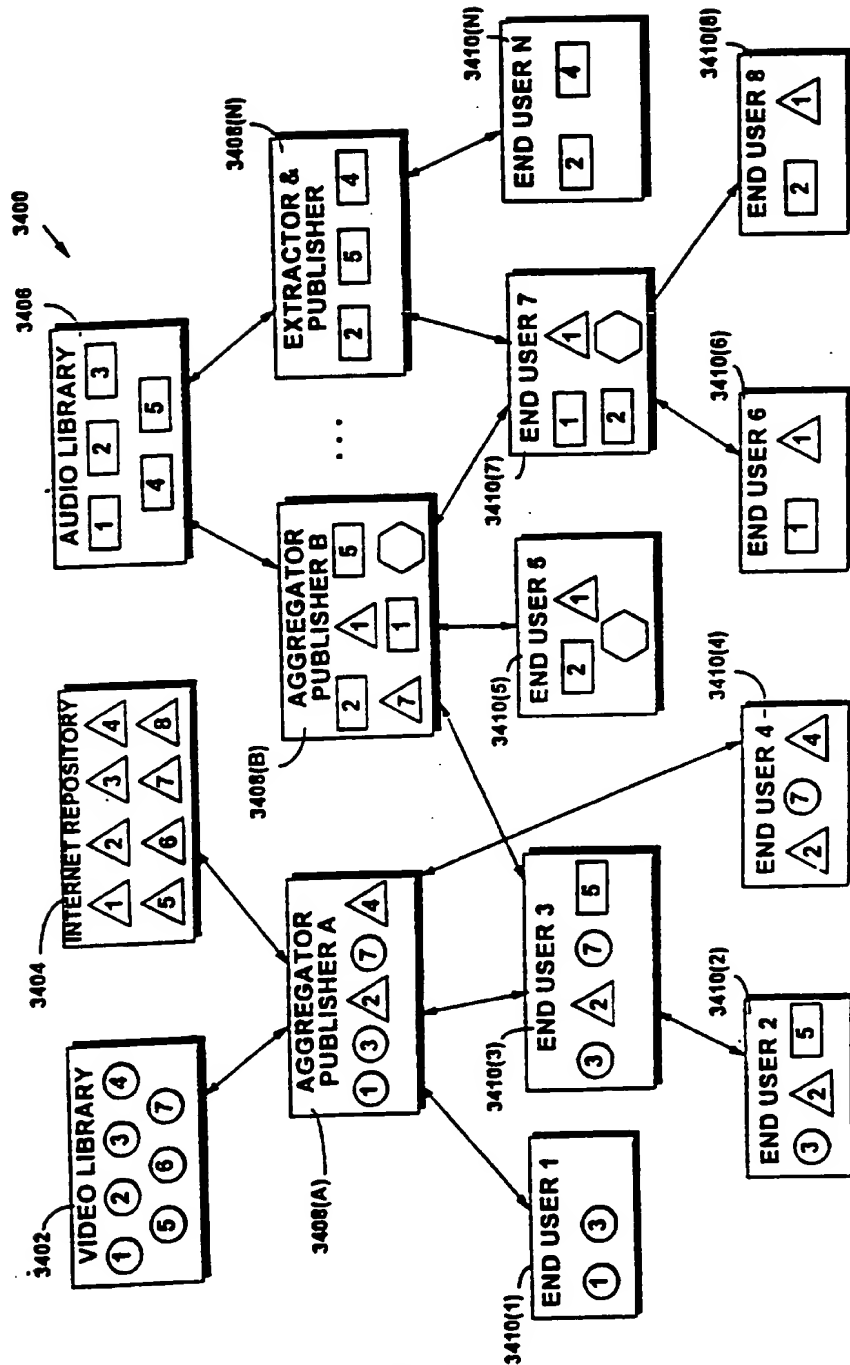 3400
3402
VIDEO LIBRARY
1 2 3 4
5 6 7
3404
INTERNET REPOSITORY
1 2 3 4
5 6 7 8
3406
AUDIO LIBRARY
1 2 3
4 5
3408(A)
AGGREGATOR
PUBLISHER A
1 3 2 7 4
3408(B)
AGGREGATOR
PUBLISHER B
2 1 5
7 1
...
3408(N)
EXTRACTOR &
PUBLISHER
2 5 4
3410(1)
END USER 1
1 3
3410(3)
END USER 3
3 2 7 5
3410(5)
END USER 5
2 1
3410(7)
END USER 7
1 1
2
3410(N)
END USER N
2 4
3410(2)
END USER 2
3 2 5
3410(4)
END USER 4
2 7 4
3410(6)
END USER 6
1 1
3410(8)
END USER 8
2 1